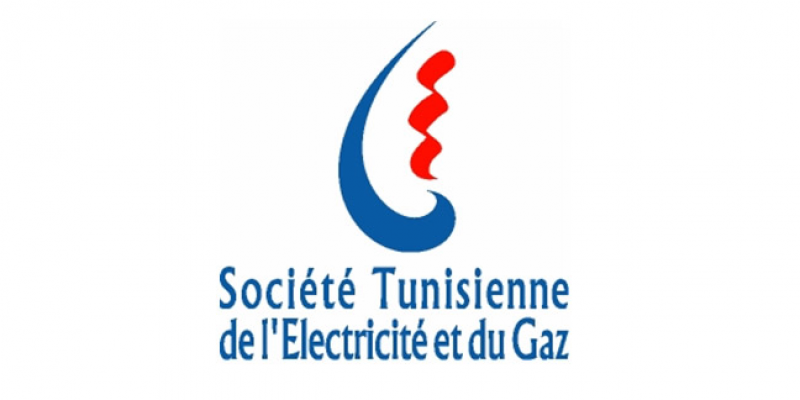 Société Tunisienne
de l'Electricité et du Gaz